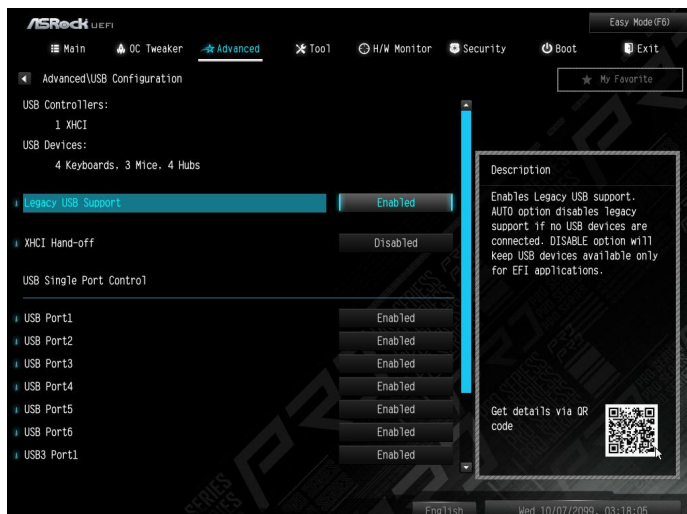 ASRock UEFI
Easy Mode(F6)
Main OC Tweaker Advanced Tool H/W Monitor Security Boot Exit
Advanced\USB Configuration
My Favorite
USB Controllers:
1 XHCI
USB Devices:
4 Keyboards, 3 Mice, 4 Hubs
Legacy USB Support Enabled
XHCI Hand-off Disabled
USB Single Port Control
USB Port1 Enabled
USB Port2 Enabled
USB Port3 Enabled
USB Port4 Enabled
USB Port5 Enabled
USB Port6 Enabled
USB3 Port1 Enabled
Description
Enables Legacy USB support.
AUTO option disables legacy
support if no USB devices are
connected. DISABLE option will
keep USB devices available only
for EFI applications.
Get details via QR
code
English
Wed 10/07/2099, 03:18:05